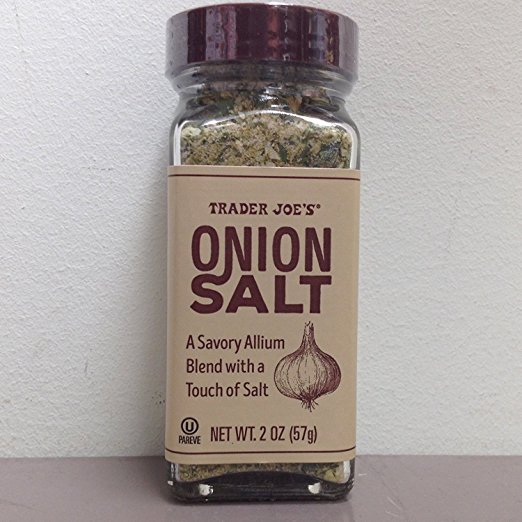 TRADER JOE'S®
ONION
SALT
A Savory Allium
Blend with a
Touch of Salt
U
PAREVE
NET WT. 2 OZ (57g)